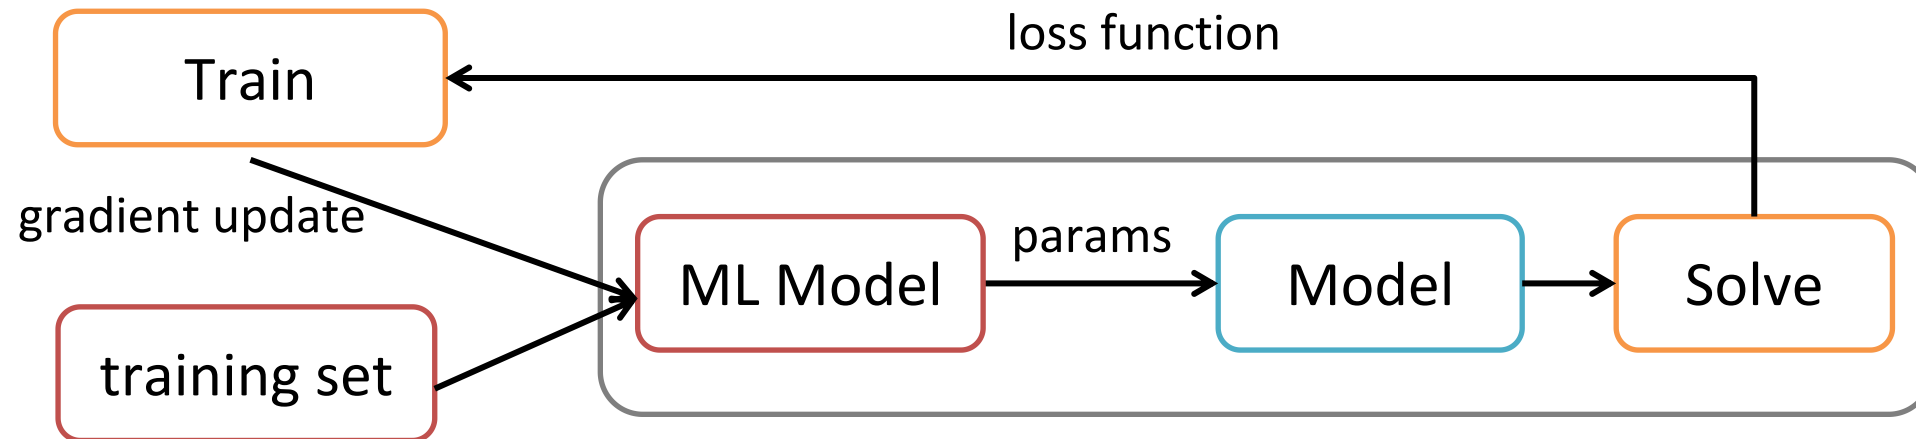 loss function
Train
gradient update
params
ML Model
Model
Solve
training set